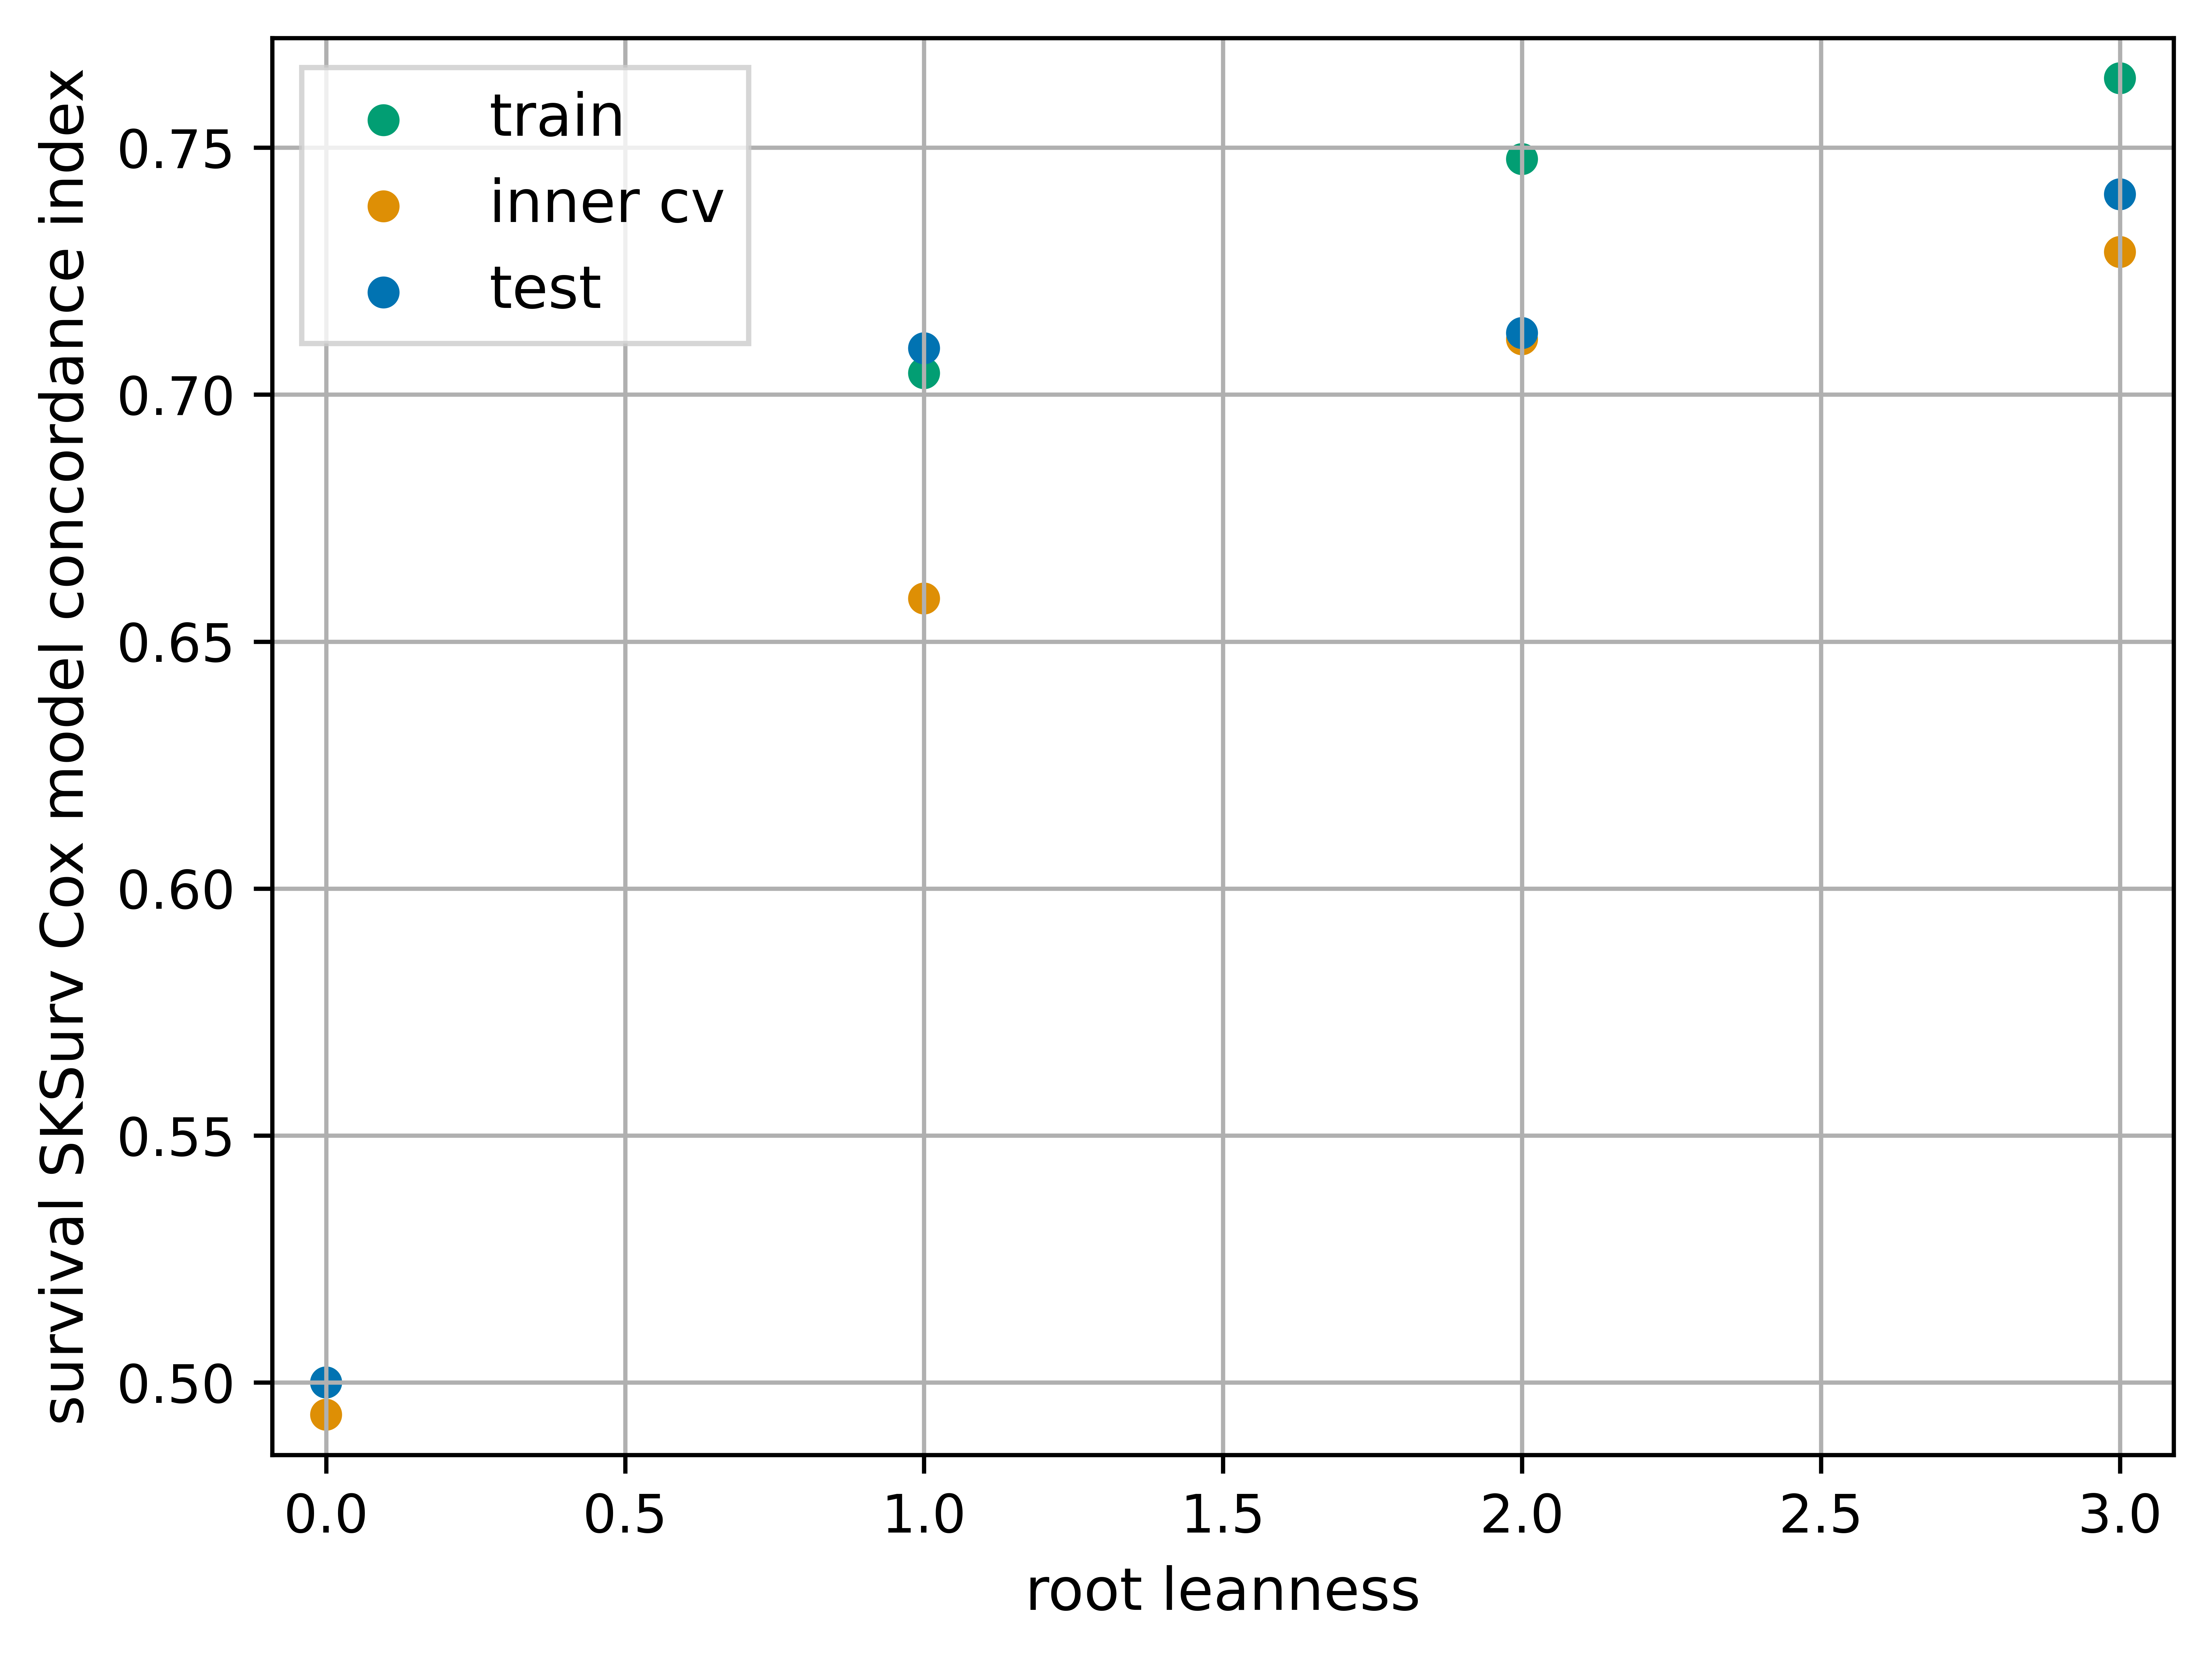 survival SKSurv Cox model concordance index
0.75
0.70
0.65
0.60
0.55
0.50
train
inner cv
test
0.0 0.5 1.0 1.5 2.0 2.5 3.0
root leanness